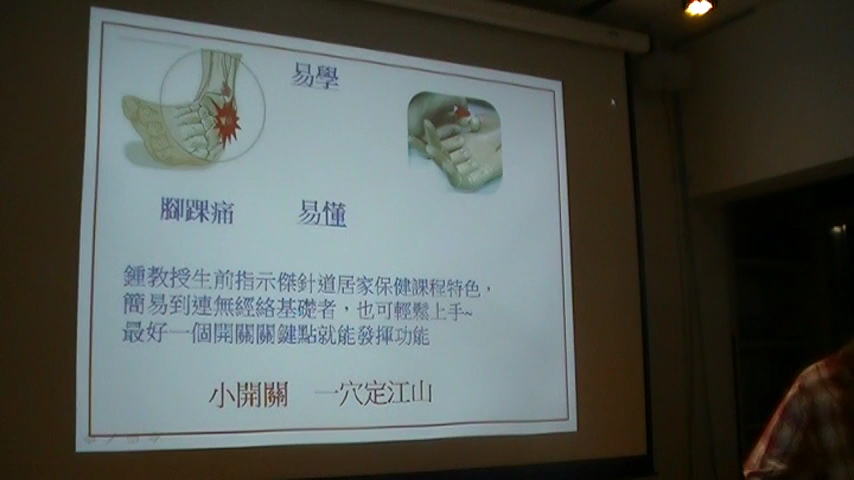 易學
腳踝痛
易懂
鍾教授生前指示傑針道居家保健課程特色，
簡易到連無經絡基礎者，也可輕鬆上手~
最好一個開關關鍵點就能發揮功能
小開關 一穴定江山